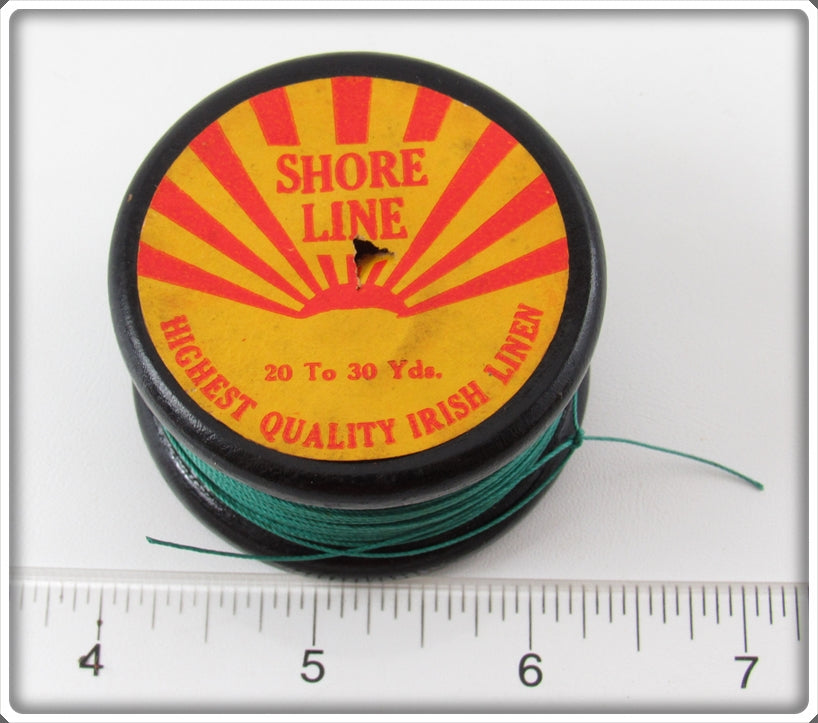 SHORE
LINE
20 To 30 Yds.
HIGHEST QUALITY IRISH LINEN
4 5 6 7